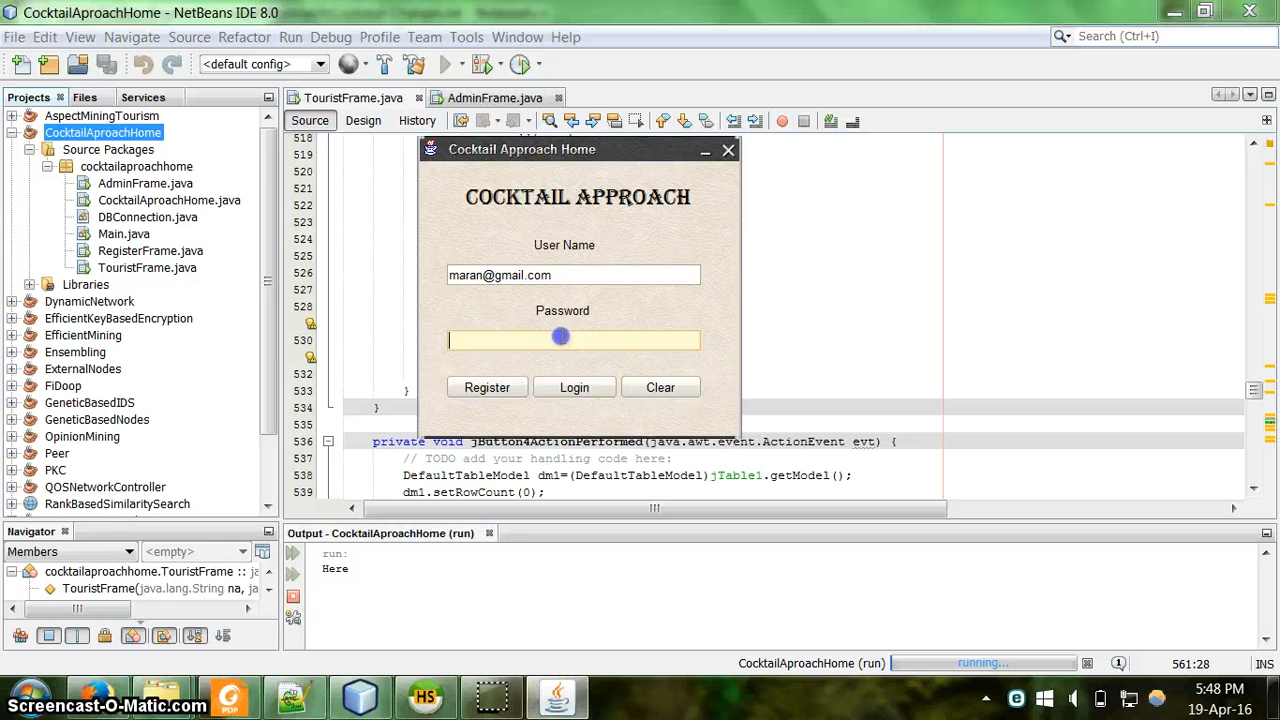 CocktailAproachHome - NetBeans IDE 8.0
File Edit View Navigate Source Refactor Run Debug Profile Team Tools Window Help
Search (Ctrl+I)
<default config>
Projects Files Services
TouristFrame.java AdminFrame.java
Source Design History
AspectMiningTourism
CocktailAproachHome
Source Packages
cocktailaproachhome
AdminFrame.java
CocktailAproachHome.java
DBConnection.java
Main.java
RegisterFrame.java
TouristFrame.java
Libraries
DynamicNetwork
EfficientKeyBasedEncryption
EfficientMining
Ensembling
ExternalNodes
FiDoop
GeneticBasedIDS
GeneticBasedNodes
OpinionMining
Peer
PKC
QOSNetworkController
RankBasedSimilaritySearch
518
519
520
521
522
523
524
525
526
527
528
530
532
533 }
534 }
535
536 private void jButton4ActionPerformed(java.awt.event.ActionEvent evt) {
537 // TODO add your handling code here:
538 DefaultTableModel dm1=(DefaultTableModel)jTable1.getModel();
539 dm1.setRowCount(0);
Cocktail Approach Home
COCKTAIL APPROACH
User Name
maran@gmail.com
Password
Register Login Clear
Navigator
Members <empty>
cocktailaproachhome.TouristFrame ::
TouristFrame(java.lang.String na,
Output - CocktailAproachHome (run)
run:
Here
CocktailAproachHome (run) running... 561:28 INS
PDF
HS
Screencast-O-Matic.com
5:48 PM
19-Apr-16